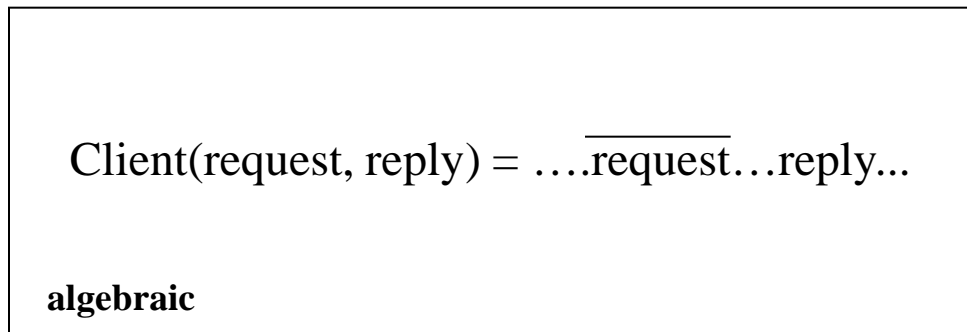 Client(request, reply) = ….request…reply...
algebraic